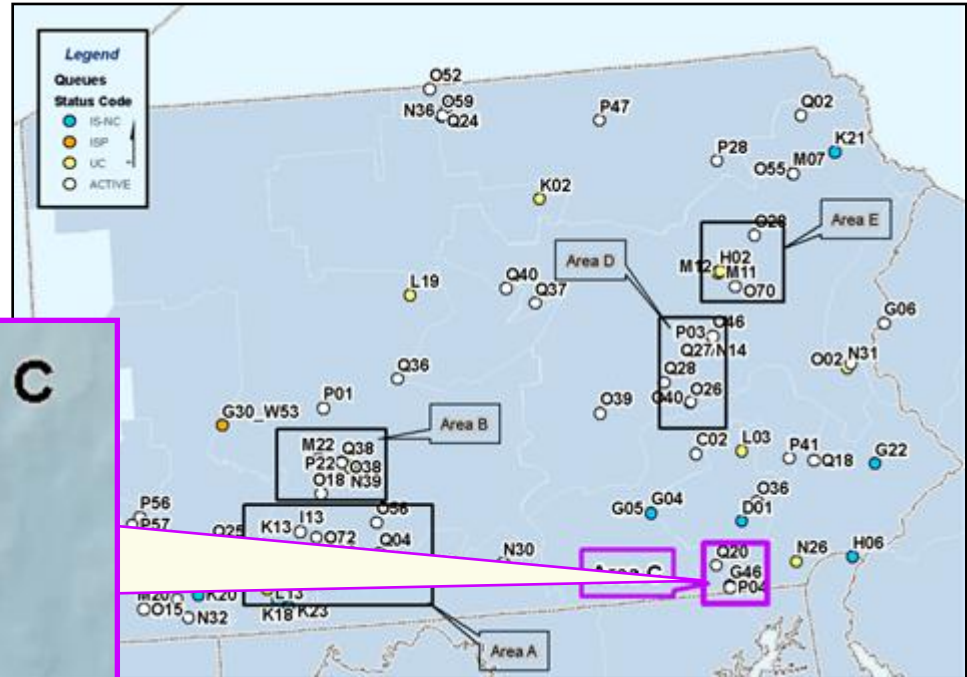 Legend
Queues
Status Code
IS-NC
ISP
UC
ACTIVE
O52
O59
N36
Q24
P47
Q02
K21
P28
O55
M07
K02
Area E
O28
Area D
H02
M12
M11
O70
L19
Q40
Q37
G06
O46
P03
Q27/N14
O02
N31
Q36
Q28
O40
O26
C
P01
O39
G30_W53
Area B
M22
Q38
P22
O38
O18
N39
C02
L03
P41
Q18
G22
P56
P57
O25
K13
I13
O72
O56
Q04
G05
G04
O36
D01
N30
Area C
Q20
G46
P04
N26
H06
M20
K20
L13
O15
N32
K18
K23
Area A